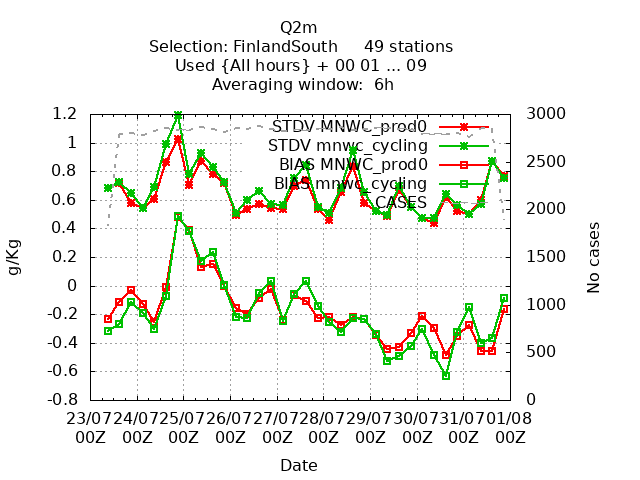 Q2m
Selection: FinlandSouth 49 stations
Used {All hours} + 00 01 ... 09
Averaging window: 6h
STDV MNWC_prod0
STDV mnwc_cycling
BIAS MNWC_prod0
BIAS mnwc_cycling
CASES
1.2
1
0.8
0.6
0.4
0.2
0
-0.2
-0.4
-0.6
-0.8
g/Kg
3000
2500
2000
1500
1000
500
0
No cases
23/07 24/07 25/07 26/07 27/07 28/07 29/07 30/07 31/07 01/08
00Z 00Z 00Z 00Z 00Z 00Z 00Z 00Z 00Z 00Z
Date